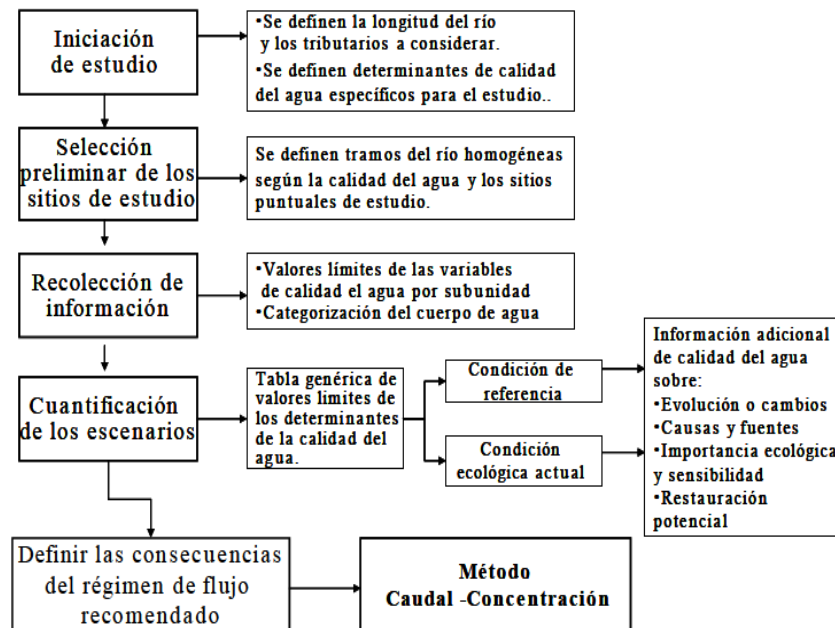 Iniciación
de estudio
•Se definen la longitud del río
y los tributarios a considerar.
•Se definen determinantes de calidad
del agua específicos para el estudio..
Selección
preliminar de los
sitios de estudio
Se definen tramos del río homogéneas
según la calidad del agua y los sitios
puntuales de estudio.
Recolección de
información
•Valores límites de las variables
de calidad el agua por subunidad
•Categorización del cuerpo de agua
Cuantificación
de los escenarios
Tabla genérica de
valores limites de
los determinantes
de la calidad del
agua.
Condición de
referencia
Condición
ecológica actual
Información adicional
de calidad del agua
sobre:
•Evolución o cambios
•Causas y fuentes
•Importancia ecológica
y sensibilidad
•Restauración
potencial
Definir las consecuencias
del régimen de flujo
recomendado
Método
Caudal -Concentración